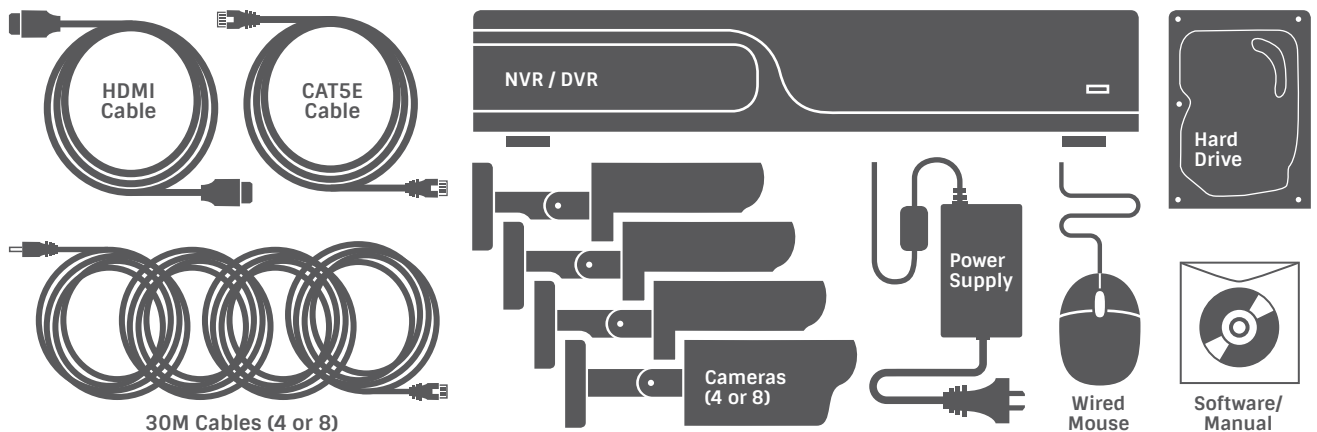 HDMI
Cable
CAT5E
Cable
NVR / DVR
Hard
Drive
30M Cables (4 or 8)
Cameras
(4 or 8)
Power
Supply
Wired
Mouse
Software/
Manual